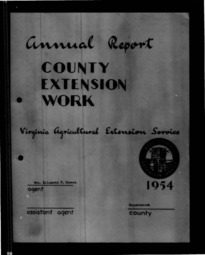 Annual Report
COUNTY
EXTENSION
WORK
Virginia Agricultural Extension Service
agent
1954
assistant agent
county